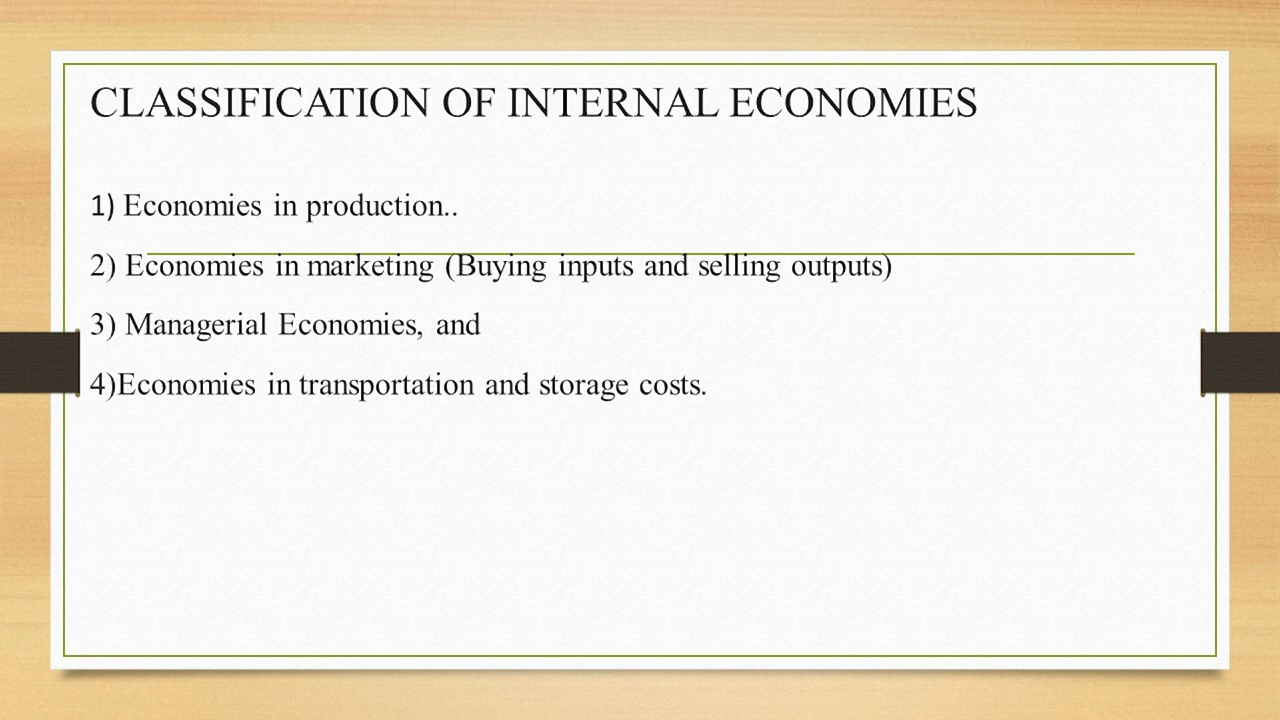 CLASSIFICATION OF INTERNAL ECONOMIES
1) Economies in production..
2) Economies in marketing (Buying inputs and selling outputs)
3) Managerial Economies, and
4)Economies in transportation and storage costs.